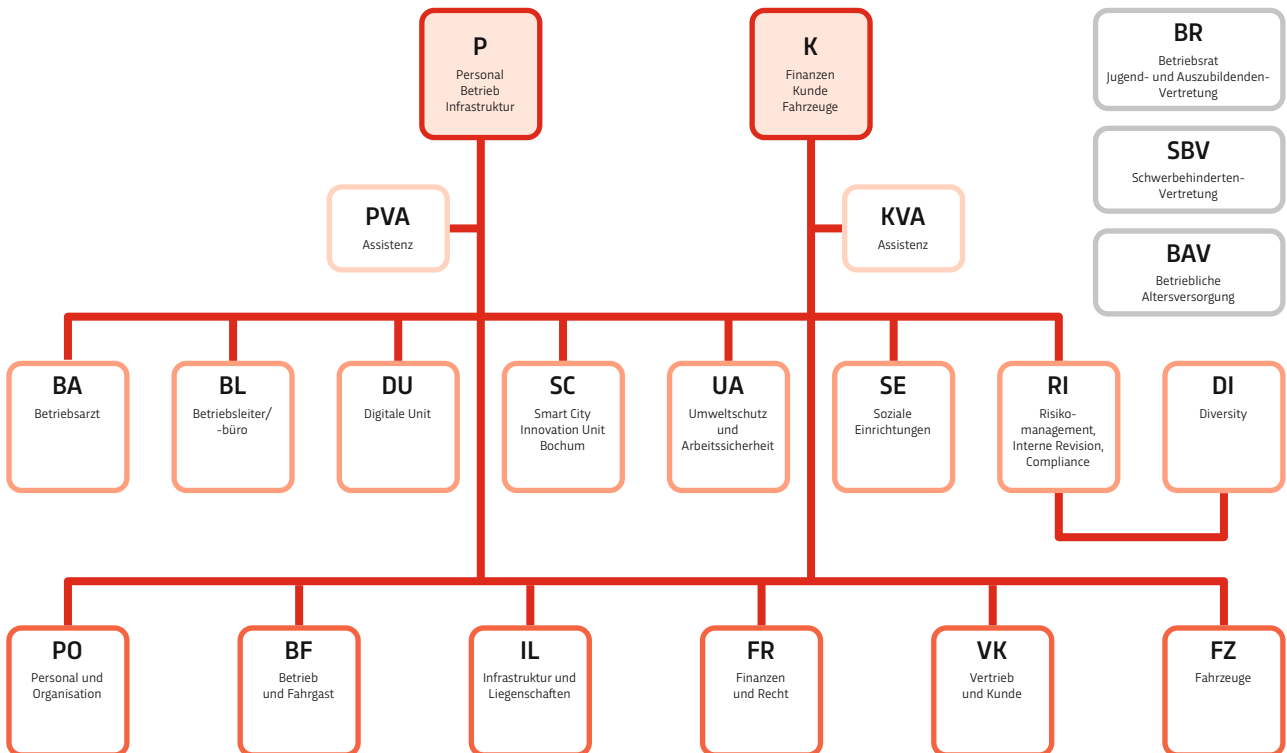 P
Personal
Betrieb
Infrastruktur
K
Finanzen
Kunde
Fahrzeuge
BR
Betriebsrat
Jugend- und Auszubildenden-
Vertretung
SBV
Schwerbehinderten-
Vertretung
BAV
Betriebliche
Altersversorgung
PVA
Assistenz
KVA
Assistenz
BA
Betriebsarzt
BL
Betriebsleiter/
-büro
DU
Digitale Unit
SC
Smart City
Innovation Unit
Bochum
UA
Umweltschutz
und
Arbeitssicherheit
SE
Soziale
Einrichtungen
RI
Risiko-
management,
Interne Revision,
Compliance
DI
Diversity
PO
Personal und
Organisation
BF
Betrieb
und Fahrgast
IL
Infrastruktur und
Liegenschaften
FR
Finanzen
und Recht
VK
Vertrieb
und Kunde
FZ
Fahrzeuge